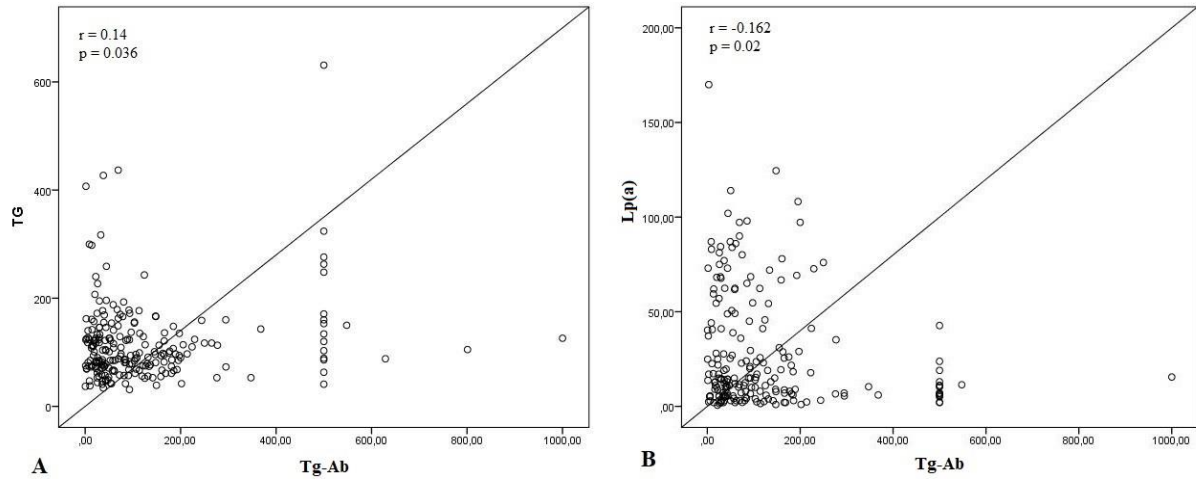 r = 0.14
p = 0.036
600
400
200
0
TG
,00
200,00
400,00
600,00
800,00
1000,00
Tg-Ab
A
r = -0.162
p = 0.02
200,00
150,00
100,00
50,00
,00
Lp(a)
,00
200,00
400,00
600,00
800,00
1000,00
Tg-Ab
B